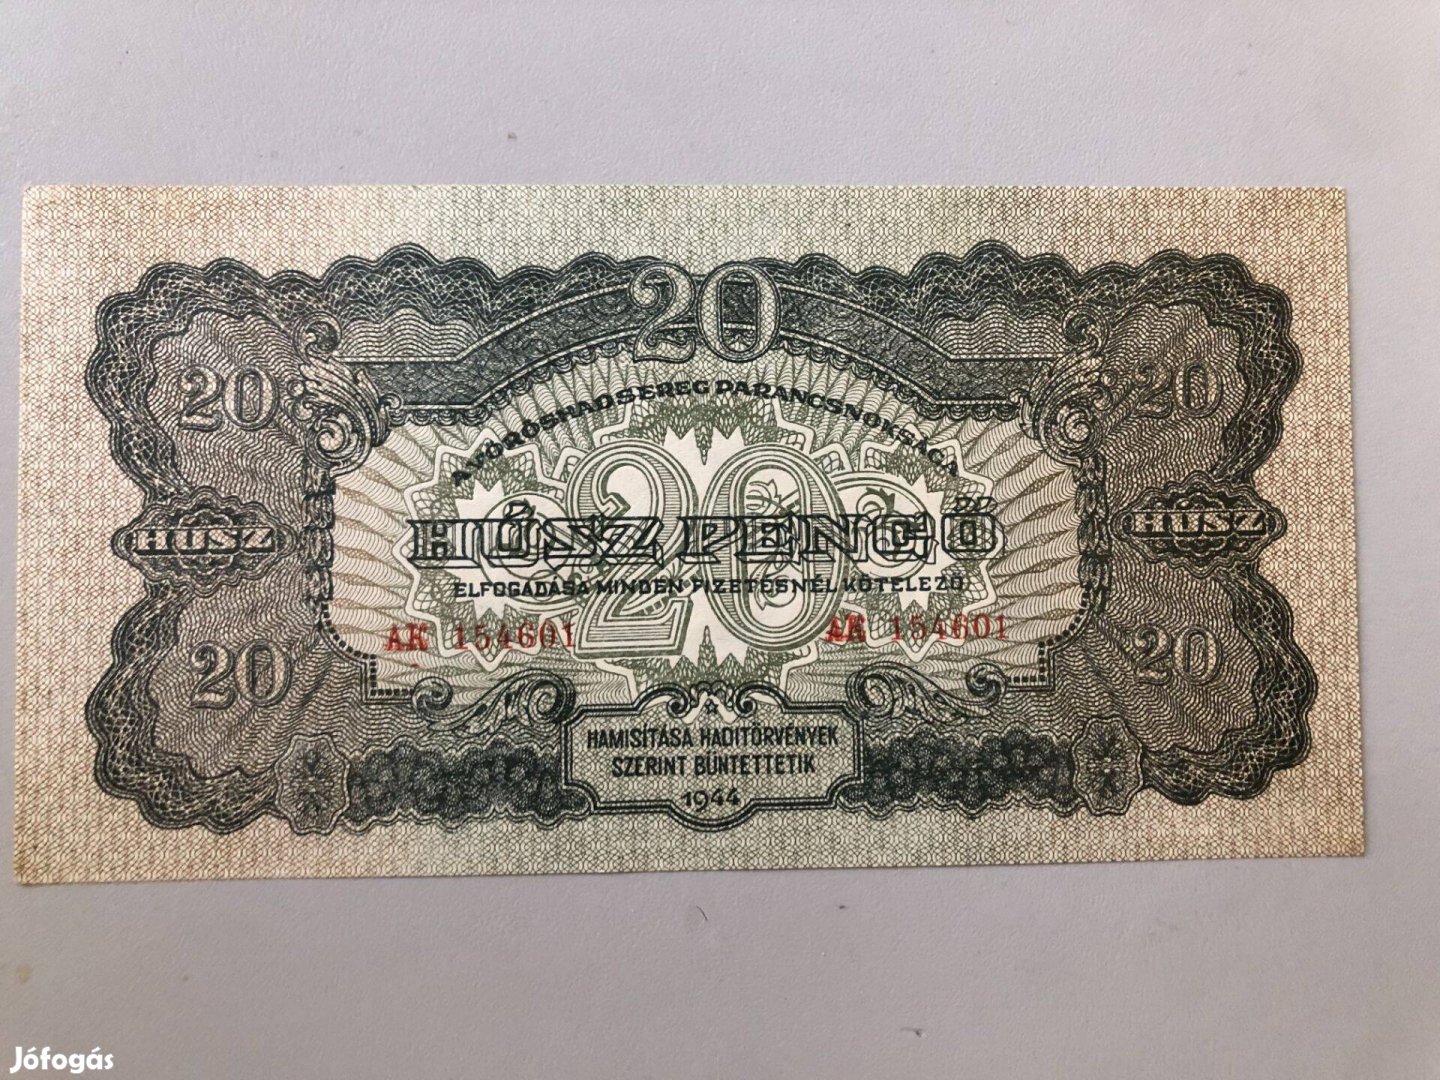 20
20 20
A VÖRÖSHADSEREG PARANCSNOKSÁGA
20
HÚSZ HÚSZ PENGŐ HÚSZ
ELFOGADÁSA MINDEN FIZETÉSNÉL KÖTELEZŐ
AK 154601 AK 154601
20 20
HAMISÍTÁSA HADITÖRVÉNYEK
SZERINT BÜNTETTETIK
1944
Jófogás